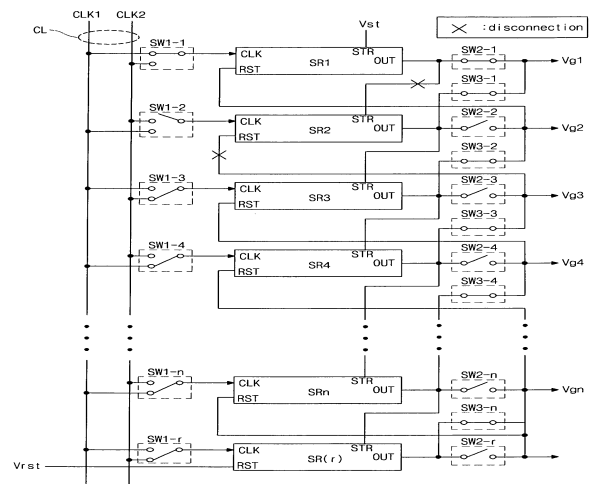 CLK1 CLK2
CL
Vst
× :disconnection
SW1-1
CLK
RST
SR1
STR
OUT
SW2-1
Vg1
SW3-1
SW1-2
CLK
RST
SR2
STR
OUT
SW2-2
Vg2
SW3-2
SW1-3
CLK
RST
SR3
STR
OUT
SW2-3
Vg3
SW3-3
SW1-4
CLK
RST
SR4
STR
OUT
SW2-4
Vg4
SW3-4
SW1-n
CLK
RST
SRn
STR
OUT
SW2-n
Vgn
SW3-n
SW1-r
CLK
RST
SR(r)
STR
OUT
SW2-r
Vrst